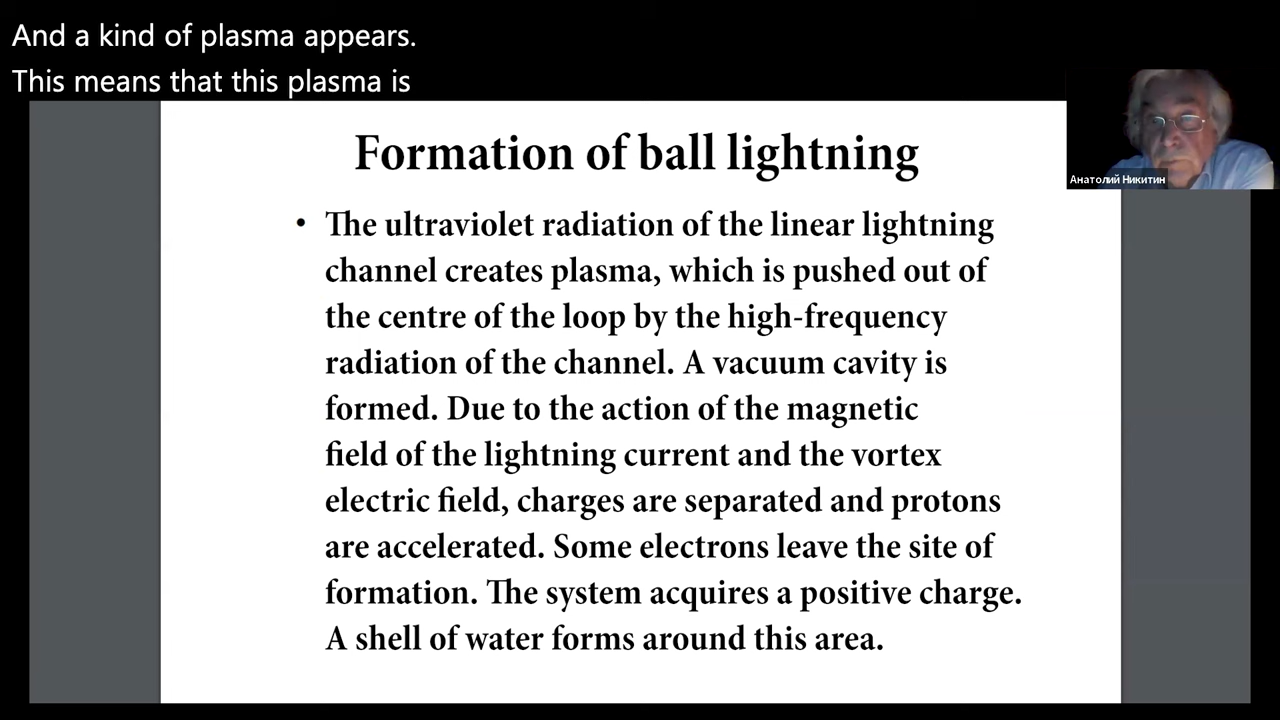 And a kind of plasma appears.
This means that this plasma is
Formation of ball lightning
Анатолий Никитин
• The ultraviolet radiation of the linear lightning
channel creates plasma, which is pushed out of
the centre of the loop by the high-frequency
radiation of the channel. A vacuum cavity is
formed. Due to the action of the magnetic
field of the lightning current and the vortex
electric field, charges are separated and protons
are accelerated. Some electrons leave the site of
formation. The system acquires a positive charge.
A shell of water forms around this area.